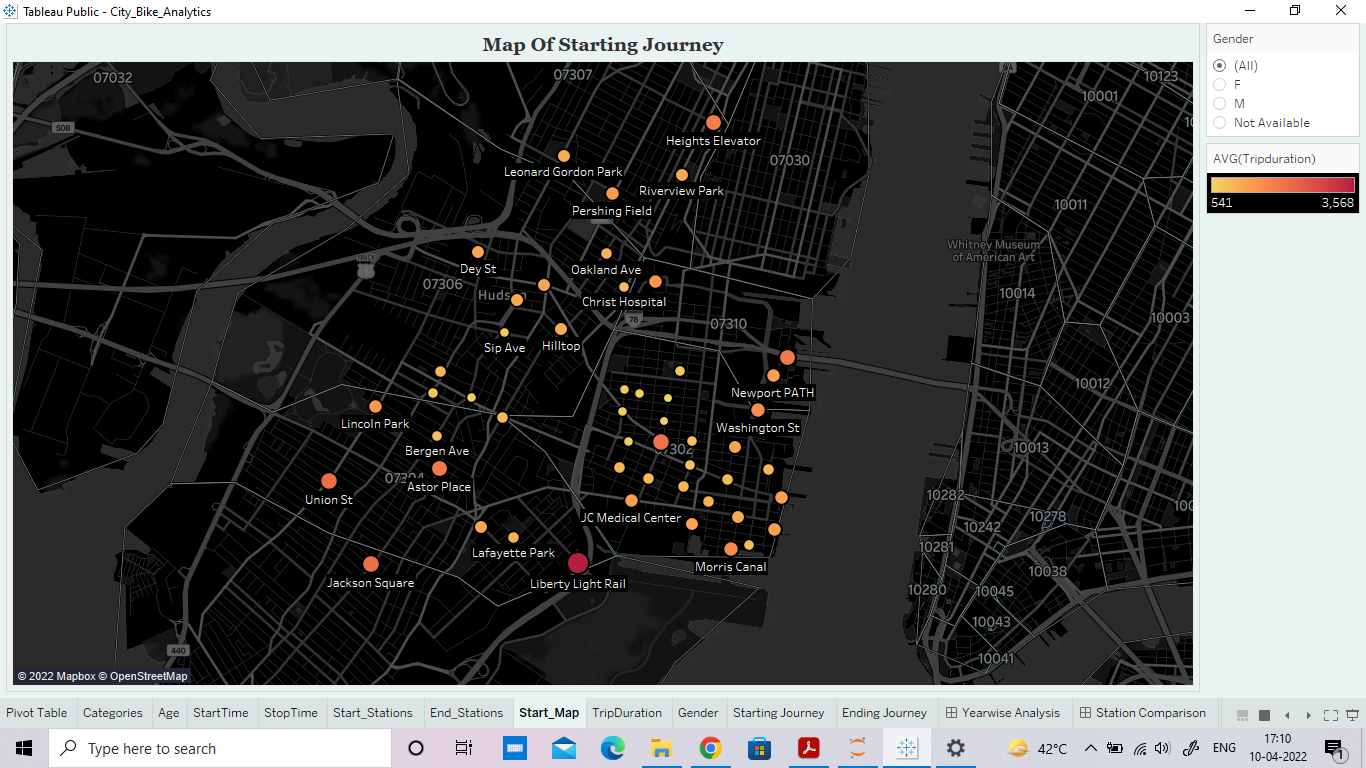 Tableau Public - City_Bike_Analytics
Map Of Starting Journey
Gender
(All)
F
M
Not Available
AVG(Tripduration)
541 3,568
07032
07307
10123
10001
508
Heights Elevator
Leonard Gordon Park
07030
Riverview Park
Pershing Field
10011
Whitney Museum
of American Art
Dey St
Oakland Ave
07306
Christ Hospital
10014
78
07310
10003
Sip Ave
Hilltop
10012
Newport PATH
Lincoln Park
Washington St
Bergen Ave
07302
10013
07304
Astor Place
Union St
10282
JC Medical Center
10278
10242
Lafayette Park
10281
Morris Canal
10038
Jackson Square
Liberty Light Rail
10280
10045
10043
440
10041
© 2022 Mapbox © OpenStreetMap
Pivot Table Categories Age StartTime StopTime Start_Stations End_Stations Start_Map TripDuration Gender Starting Journey Ending Journey Yearwise Analysis Station Comparison
Type here to search
42°C
ENG
17:10
10-04-2022
1